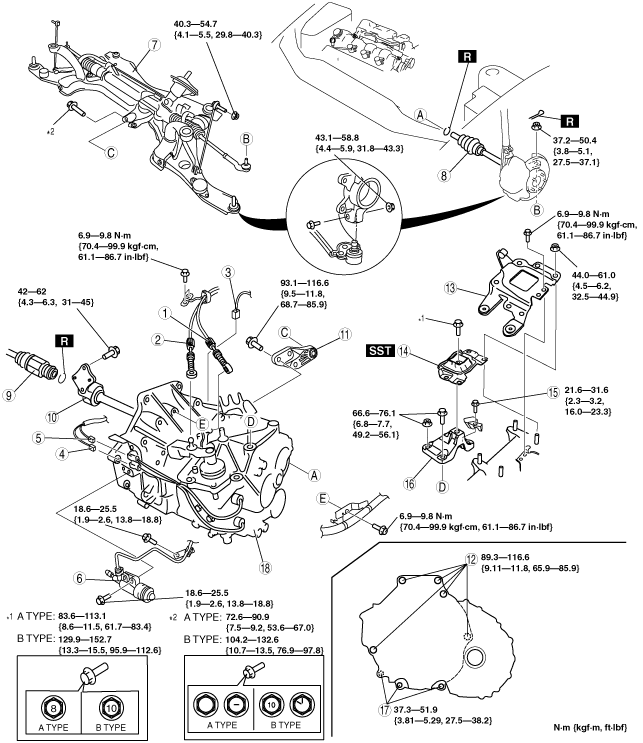 40.3—54.7
{4.1—5.5, 29.8—40.3}
7
*2
C
B
43.1—58.8
{4.4—5.9, 31.8—43.3}
A
R
8
R
37.2—50.4
{3.8—5.1,
27.5—37.1}
B
6.9—9.8 N·m
{70.4—99.9 kgf·cm,
61.1—86.7 in·lbf}
44.0—61.0
{4.5—6.2,
32.5—44.9}
13
6.9—9.8 N·m
{70.4—99.9 kgf·cm,
61.1—86.7 in·lbf}
42—62
{4.3—6.3, 31—45}
3
93.1—116.6
{9.5—11.8,
68.7—85.9}
1
2
C
11
*1
SST
14
R
9
10
E
D
15
21.6—31.6
{2.3—3.2,
16.0—23.3}
66.6—76.1
{6.8—7.7,
49.2—56.1}
5
4
A
16
D
E
18.6—25.5
{1.9—2.6, 13.8—18.8}
6.9—9.8 N·m
{70.4—99.9 kgf·cm, 61.1—86.7 in·lbf}
18
6
18.6—25.5
{1.9—2.6, 13.8—18.8}
12
89.3—116.6
{9.11—11.8, 65.9—85.9}
*1 A TYPE: 83.6—113.1
{8.6—11.5, 61.7—83.4}
B TYPE: 129.9—152.7
{13.3—15.5, 95.9—112.6}
*2 A TYPE: 72.6—90.9
{7.5—9.2, 53.6—67.0}
B TYPE: 104.2—132.6
{10.7—13.5, 76.9—97.8}
8
10
A TYPE
B TYPE
10
A TYPE
B TYPE
17
37.3—51.9
{3.81—5.29, 27.5—38.2}
N·m {kgf·m, ft·lbf}